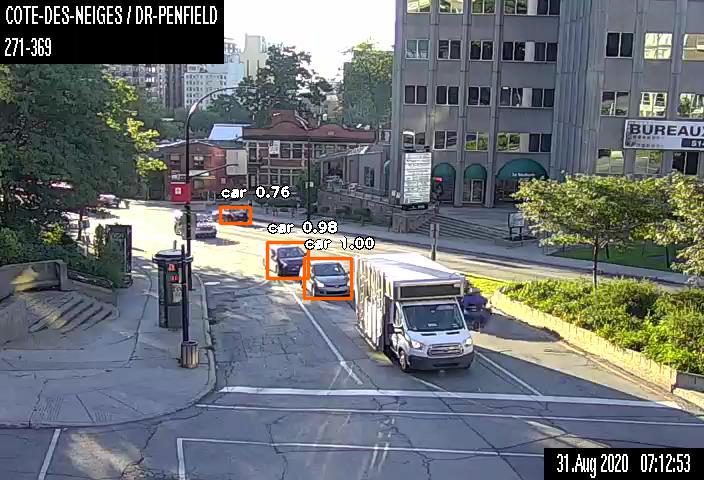 COTE-DES-NEIGES / DR-PENFIELD
271-369
BUREAUX
51
car 0.76
car 0.98
car 1.00
31.Aug 2020 07:12:53